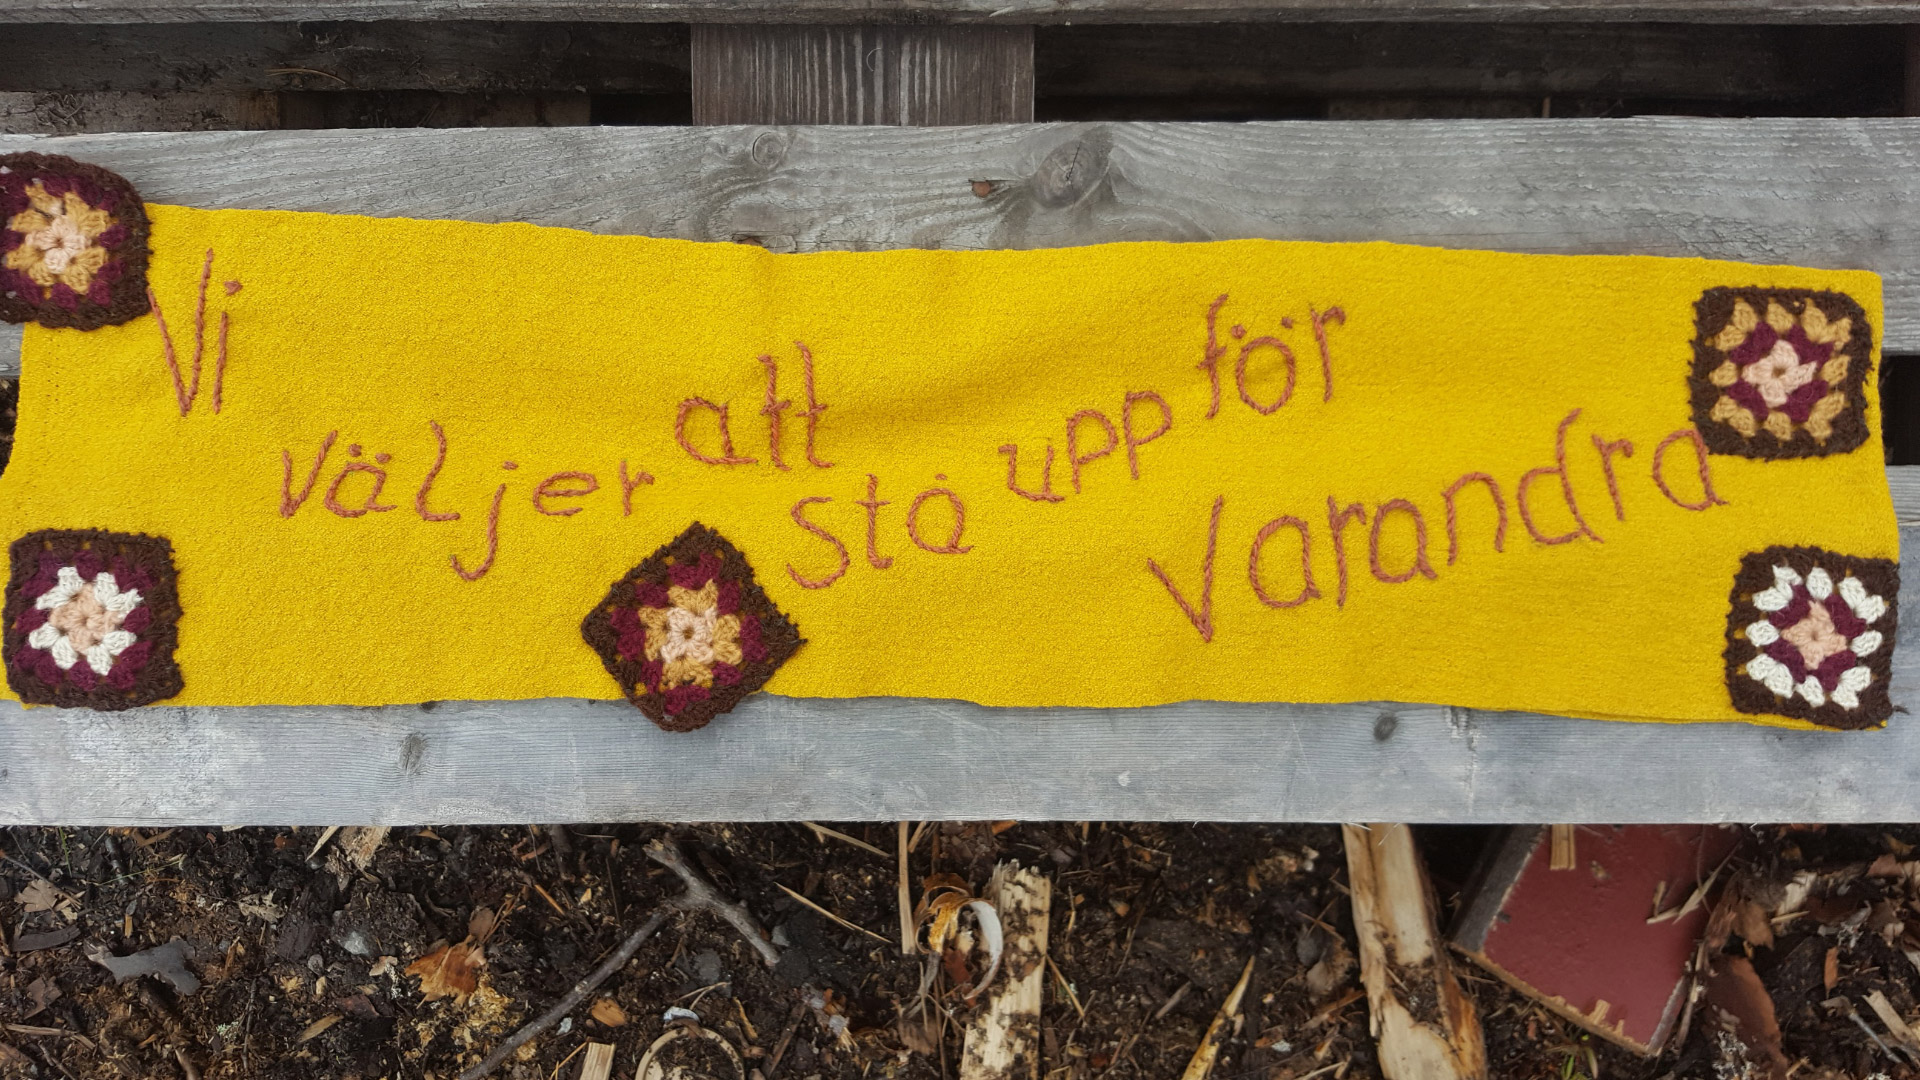 Vi väljer att stå upp för varandra